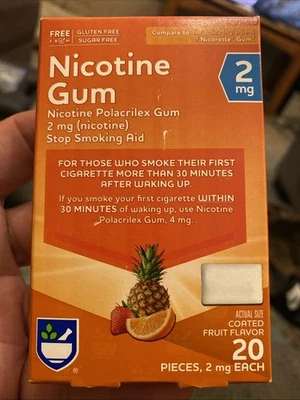 FREE
GLUTEN FREE
SUGAR FREE
Compare to
Nicorette® Gum
Nicotine
Gum
2
mg
Nicotine Polacrilex Gum
2 mg (nicotine)
Stop Smoking Aid
FOR THOSE WHO SMOKE THEIR FIRST
CIGARETTE MORE THAN 30 MINUTES
AFTER WAKING UP.
If you smoke your first cigarette WITHIN
30 MINUTES of waking up, use Nicotine
Polacrilex Gum, 4 mg.
ACTUAL SIZE
COATED
FRUIT FLAVOR
20
PIECES, 2 mg EACH
®